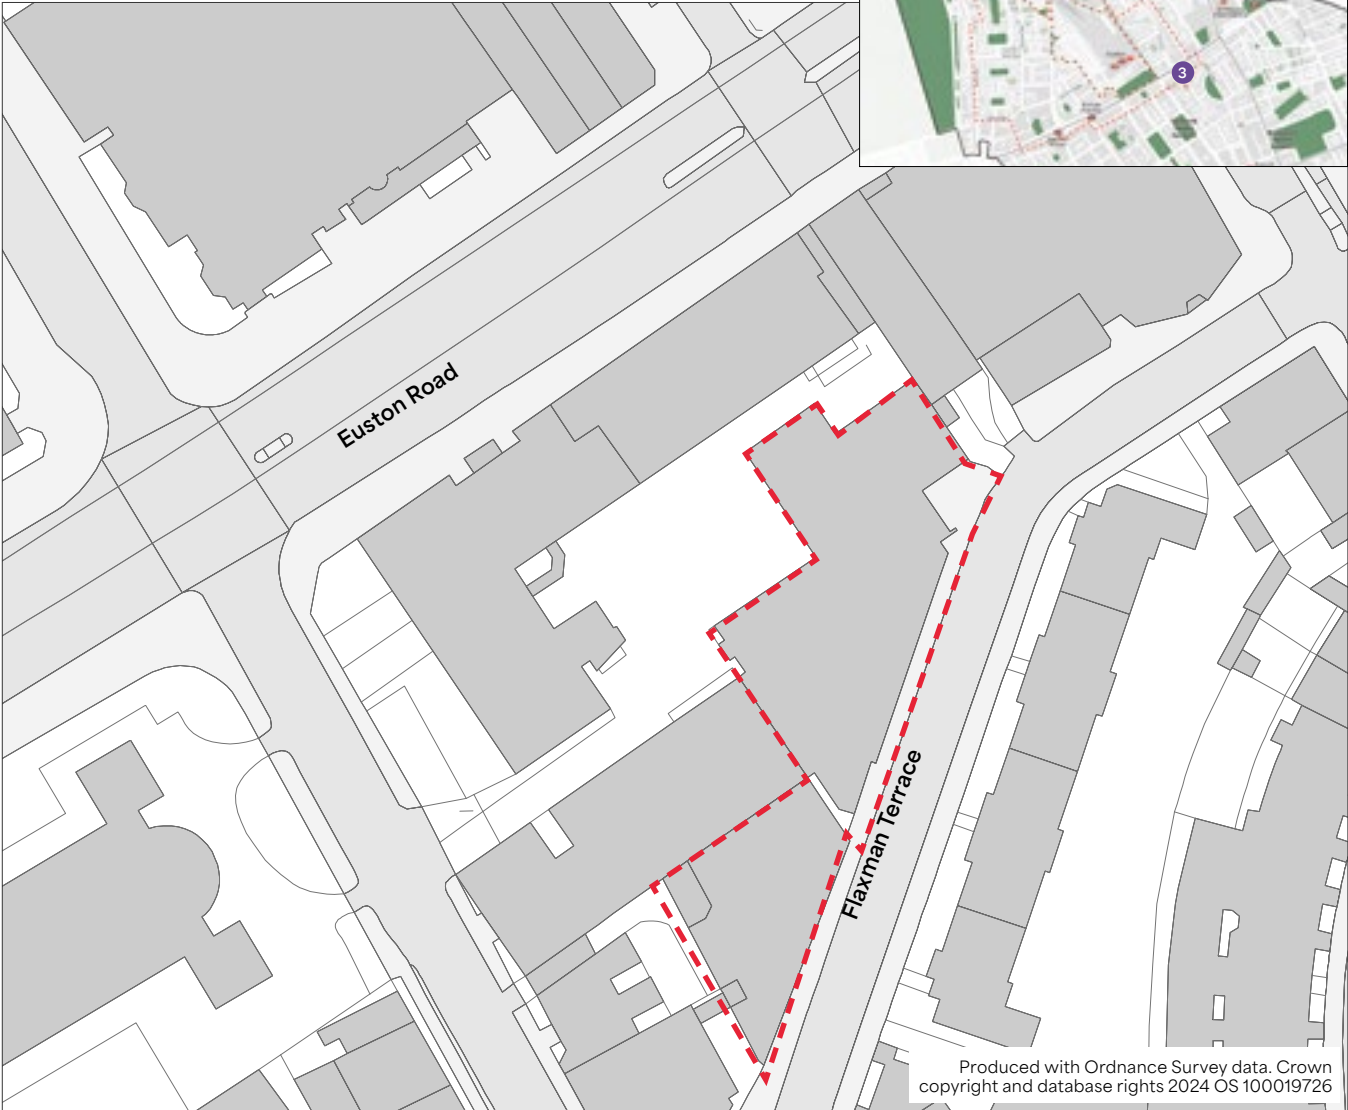 3
Euston Road
Flaxman Terrace
Produced with Ordnance Survey data. Crown
copyright and database rights 2024 OS 100019726